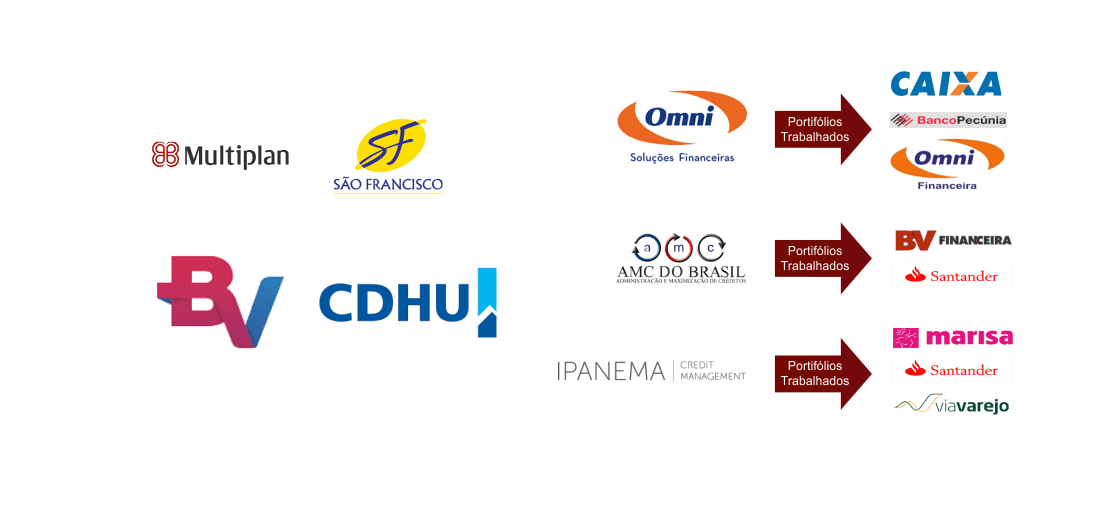 Multiplan
SF
SÃO FRANCISCO
BV
CDHU
Omni
Soluções Financeiras
Portifólios
Trabalhados
CAIXA
BancoPecúnia
Omni
Financeira
a m c
AMC DO BRASIL
ADMINISTRAÇÃO E MAXIMIZAÇÃO DE CRÉDITOS
Portifólios
Trabalhados
BV FINANCEIRA
Santander
IPANEMA
CREDIT
MANAGEMENT
Portifólios
Trabalhados
marisa
Santander
viavarejo